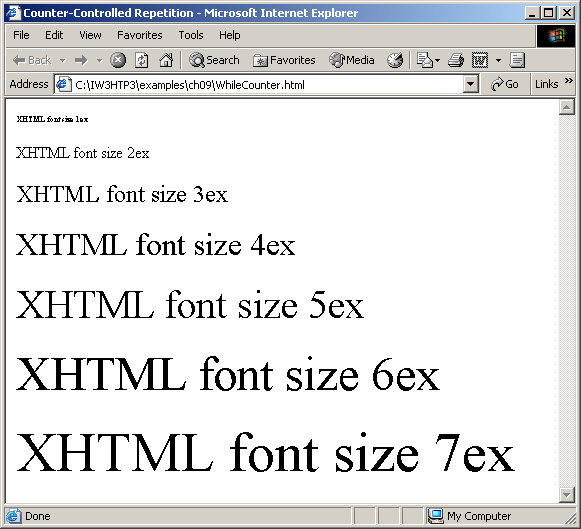 Counter-Controlled Repetition - Microsoft Internet Explorer
File Edit View Favorites Tools Help
Back Search Favorites Media
Address C:\IW3HTP3\examples\ch09\WhileCounter.html Go Links »
XHTML font size 1ex
XHTML font size 2ex
XHTML font size 3ex
XHTML font size 4ex
XHTML font size 5ex
XHTML font size 6ex
XHTML font size 7ex
Done My Computer